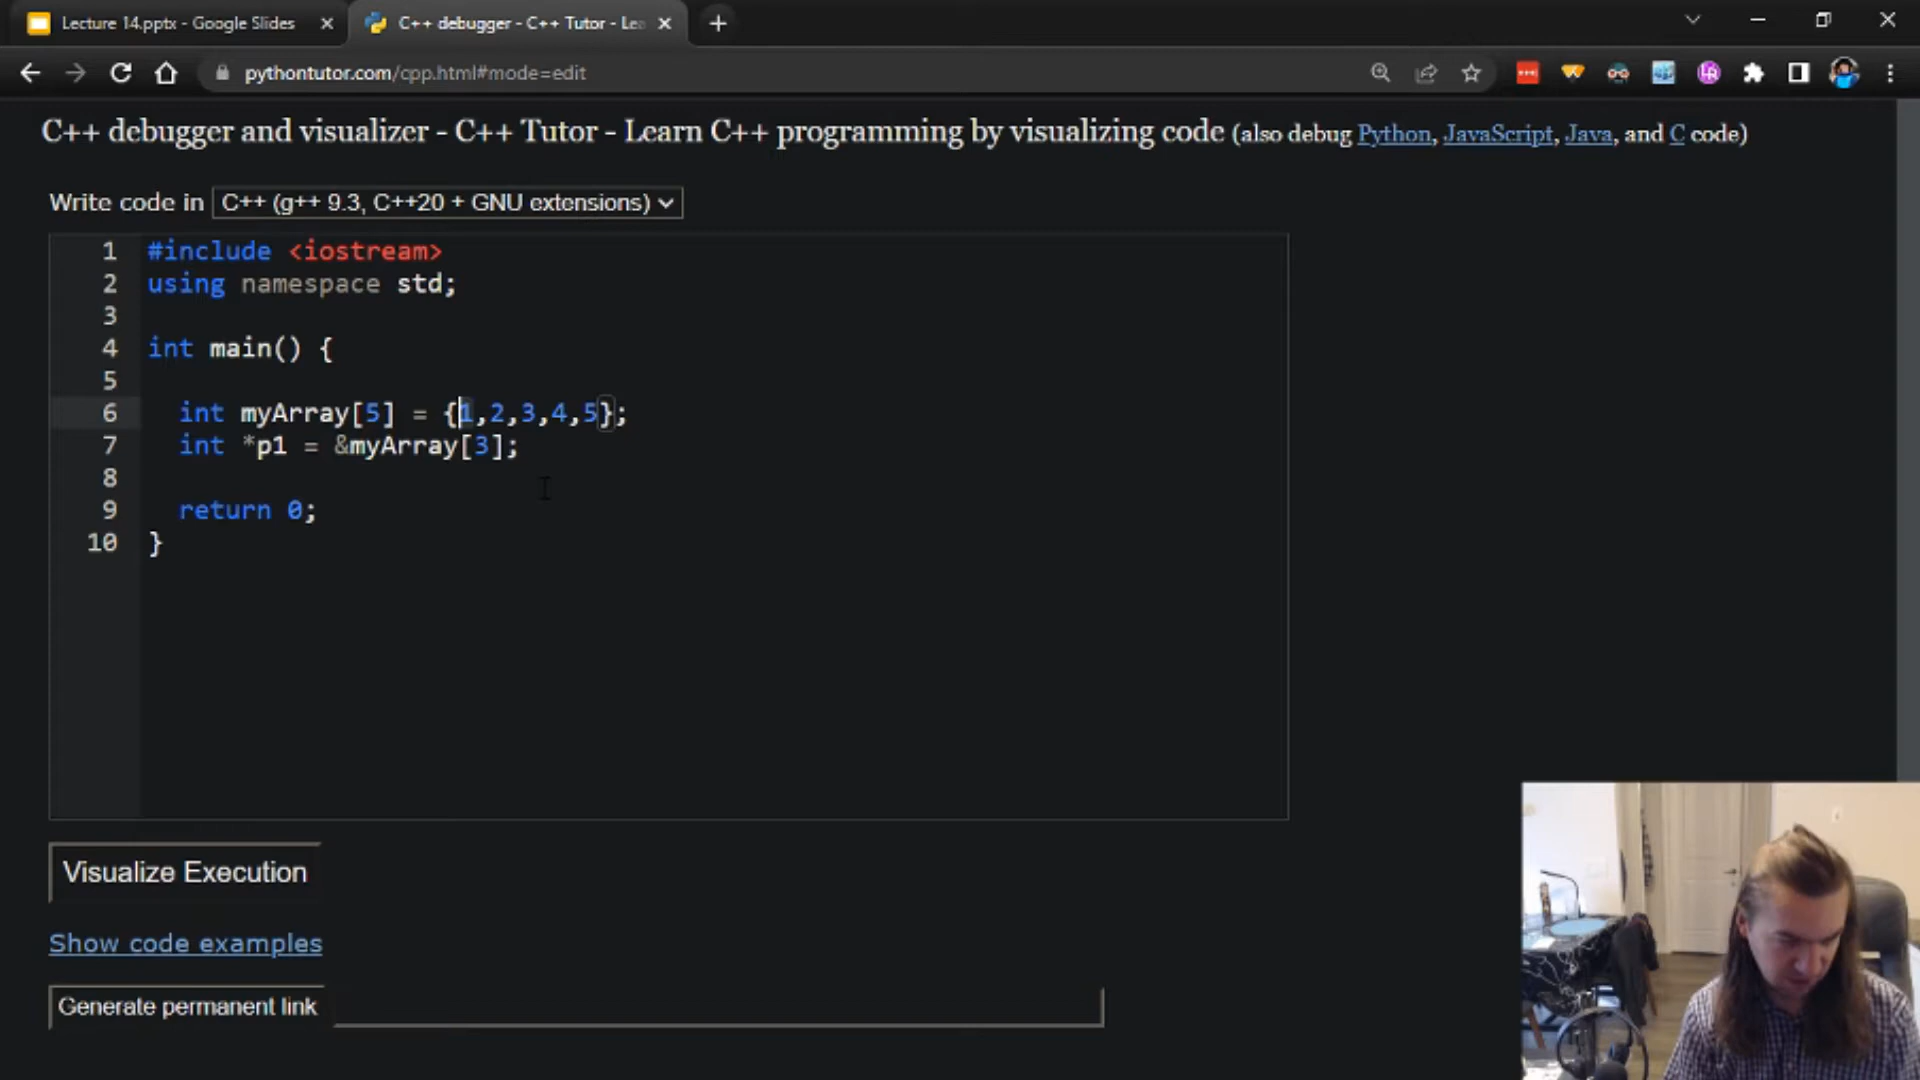 Lecture 14.pptx - Google Slides
C++ debugger - C++ Tutor - Le
pythontutor.com/cpp.html#mode=edit
C++ debugger and visualizer - C++ Tutor - Learn C++ programming by visualizing code (also debug Python, JavaScript, Java, and C code)
Write code in C++ (g++ 9.3, C++20 + GNU extensions)
1 #include <iostream>
2 using namespace std;
3
4 int main() {
5
6 int myArray[5] = {1,2,3,4,5};
7 int *p1 = &myArray[3];
8
9 return 0;
10 }
Visualize Execution
Show code examples
Generate permanent link